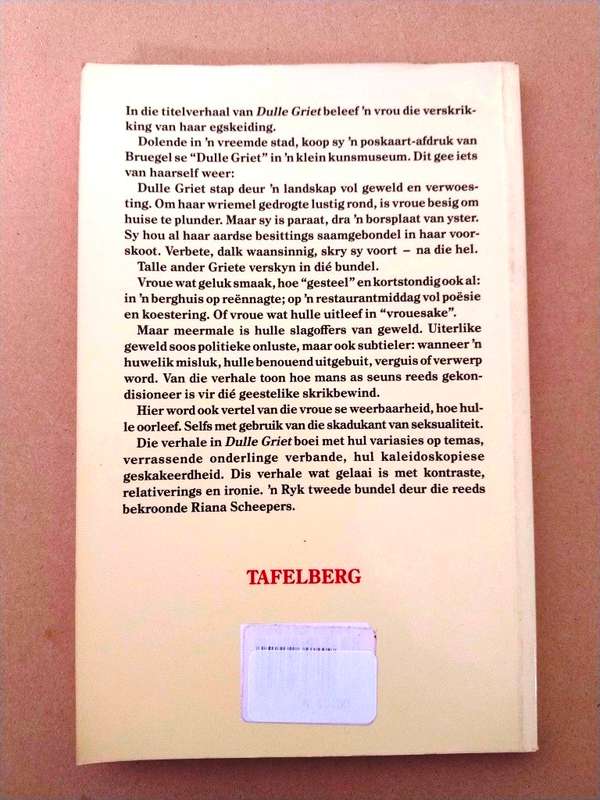 In die titelverhaal van Dulle Griet beleef 'n vrou die verskrik-
king van haar egskeiding.
Dolende in 'n vreemde stad, koop sy 'n poskaart-afdruk van
Bruegel se “Dulle Griet” in 'n klein kunsmuseum. Dit gee iets
van haarself weer:
Dulle Griet stap deur 'n landskap vol geweld en verwoes-
ting. Om haar wriemel gedrogte lustig rond, is vroue besig om
huise te plunder. Maar sy is paraat, dra 'n borsplaat van yster.
Sy hou al haar aardse besittings saamgebondel in haar voor-
skoot. Verbete, dalk waansinnig, skry sy voort – na die hel.
Talle ander Griete verskyn in dié bundel.
Vroue wat geluk smaak, hoe “gesteel” en kortstondig ook al:
in 'n berghuis op reënnagte; op 'n restaurantmiddag vol poësie
en koestering. Of vroue wat hulle uitleef in “vrouesake”.
Maar meermale is hulle slagoffers van geweld. Uiterlike
geweld soos politieke onluste, maar ook subtieler: wanneer 'n
huwelik misluk, hulle benouend uitgebuit, verguis of verwerp
word. Van die verhale toon hoe mans as seuns reeds gekon-
disioneer is vir dié geestelike skrikbewind.
Hier word ook vertel van die vroue se weerbaarheid, hoe hul-
le oorleef. Selfs met gebruik van die skadukant van seksualiteit.
Die verhale in Dulle Griet boei met hul variasies op temas,
verrassende onderlinge verbande, hul kaleidoskopiese
geskakeerdheid. Dis verhale wat gelaai is met kontraste,
relativerings en ironie. 'n Ryk tweede bundel deur die reeds
bekroonde Riana Scheepers.
TAFELBERG